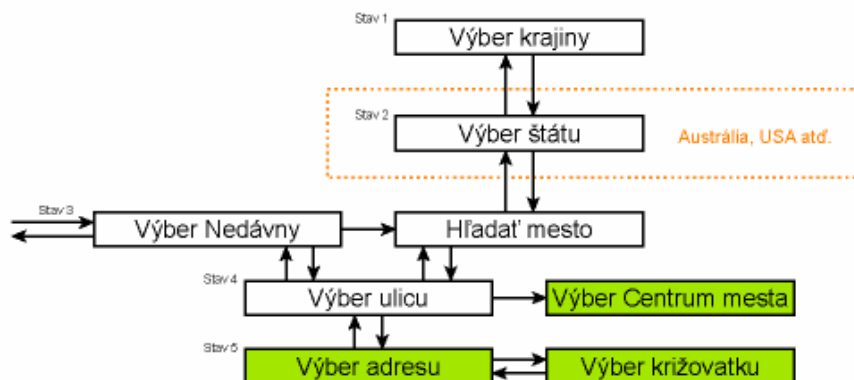 Stav 1
Výber krajiny
Stav 2
Výber štátu
Austrália, USA atď.
Stav 3
Výber Nedávny
Hľadať mesto
Stav 4
Výber ulicu
Výber Centrum mesta
Stav 5
Výber adresu
Výber križovatku